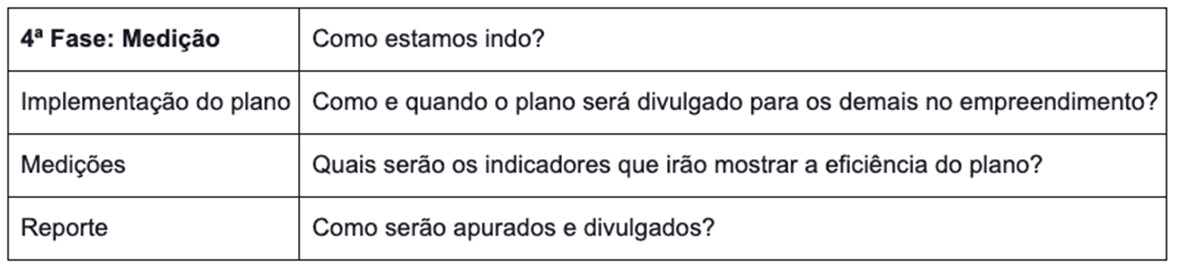 4ª Fase: Medição Como estamos indo?
Implementação do plano Como e quando o plano será divulgado para os demais no empreendimento?
Medições Quais serão os indicadores que irão mostrar a eficiência do plano?
Reporte Como serão apurados e divulgados?